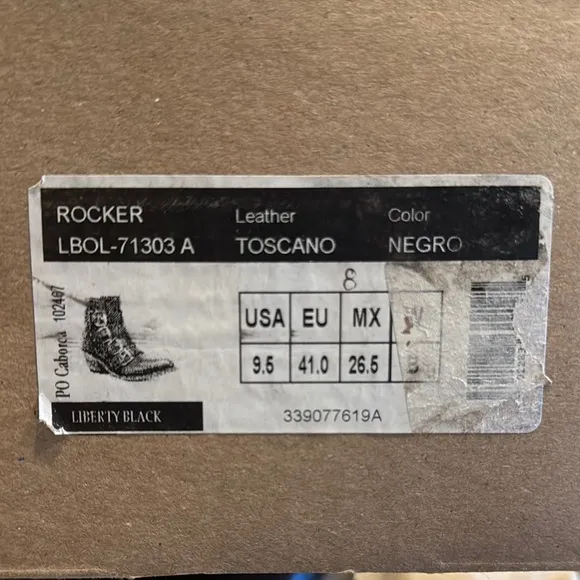 ROCKER Leather Color
LBOL-71303 A TOSCANO NEGRO
8
USA EU MX
9.5 41.0 26.5 B
PO Caborca 102467
LIBERTY BLACK
339077619A